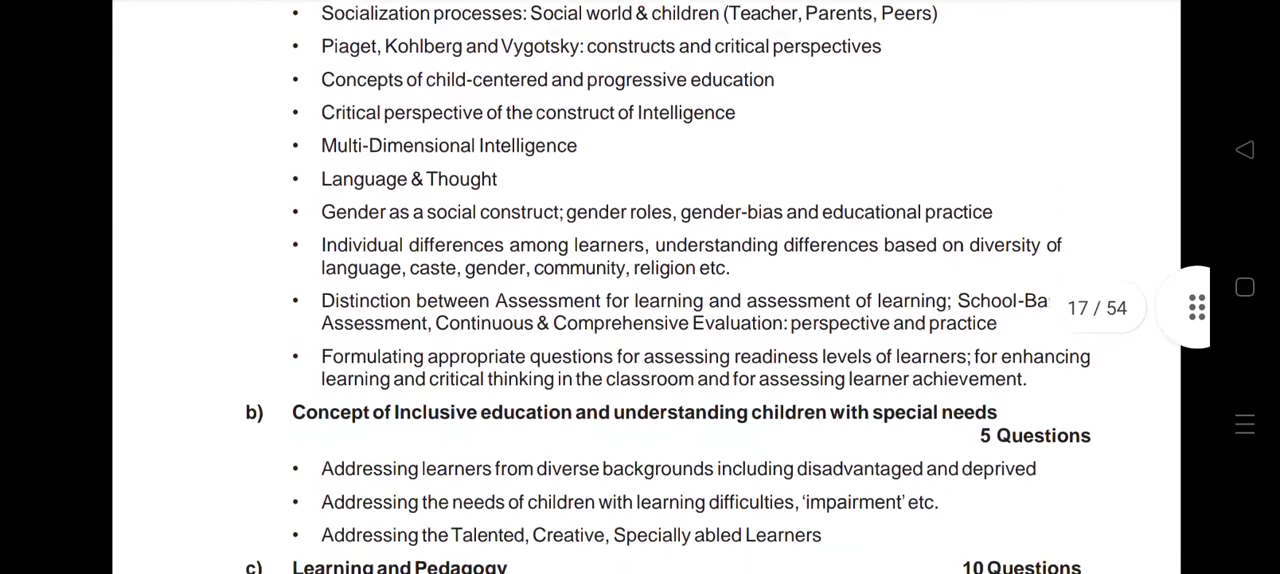 • Socialization processes: Social world & children (Teacher, Parents, Peers)
• Piaget, Kohlberg and Vygotsky: constructs and critical perspectives
• Concepts of child-centered and progressive education
• Critical perspective of the construct of Intelligence
• Multi-Dimensional Intelligence
• Language & Thought
• Gender as a social construct; gender roles, gender-bias and educational practice
• Individual differences among learners, understanding differences based on diversity of
language, caste, gender, community, religion etc.
• Distinction between Assessment for learning and assessment of learning; School-Ba
17 / 54
Assessment, Continuous & Comprehensive Evaluation: perspective and practice
• Formulating appropriate questions for assessing readiness levels of learners; for enhancing
learning and critical thinking in the classroom and for assessing learner achievement.
b) Concept of Inclusive education and understanding children with special needs
5 Questions
• Addressing learners from diverse backgrounds including disadvantaged and deprived
• Addressing the needs of children with learning difficulties, ‘impairment’ etc.
• Addressing the Talented, Creative, Specially abled Learners
c) Learning and Pedagogy 10 Questions